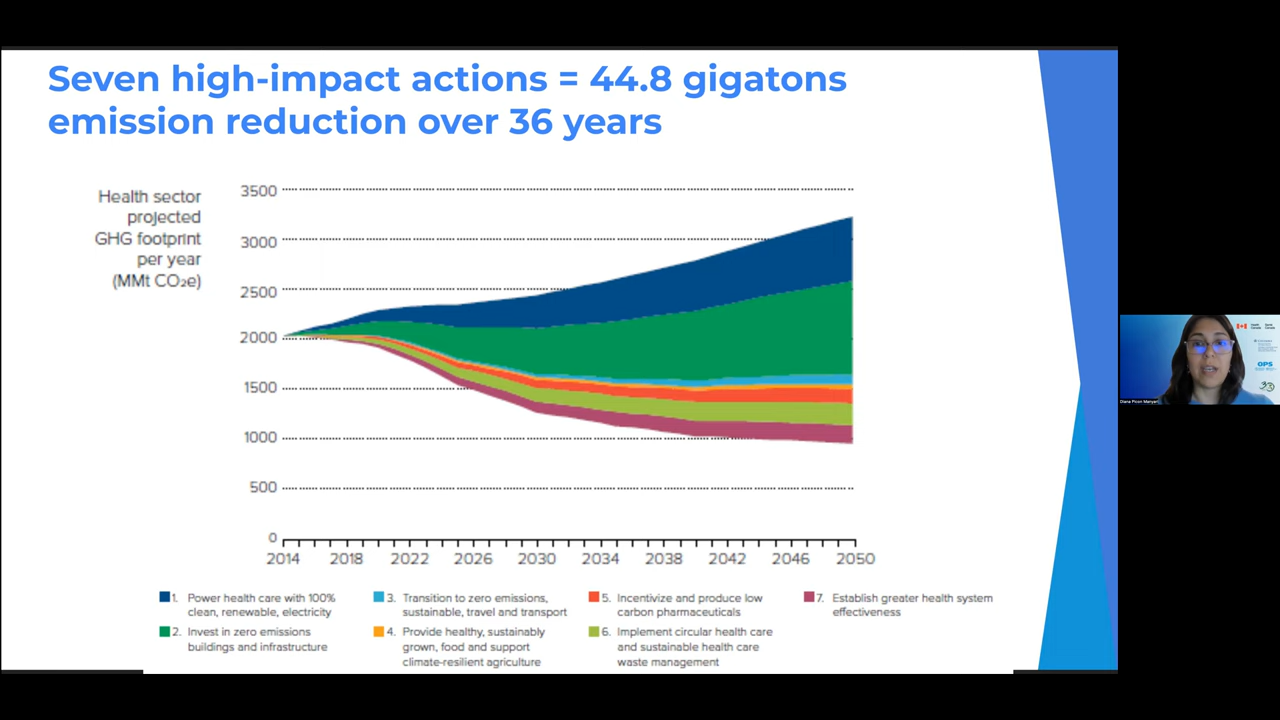 Seven high-impact actions = 44.8 gigatons
emission reduction over 36 years
Health sector
projected
GHG footprint
per year
(MMt CO₂e)
3500
3000
2500
2000
1500
1000
500
0
2014 2018 2022 2026 2030 2034 2038 2042 2046 2050
1. Power health care with 100%
clean, renewable, electricity
2. Invest in zero emissions
buildings and infrastructure
3. Transition to zero emissions,
sustainable, travel and transport
4. Provide healthy, sustainably
grown, food and support
climate-resilient agriculture
5. Incentivize and produce low
carbon pharmaceuticals
6. Implement circular health care
and sustainable health care
waste management
7. Establish greater health system
effectiveness
OPS
Diana Picon Manyari